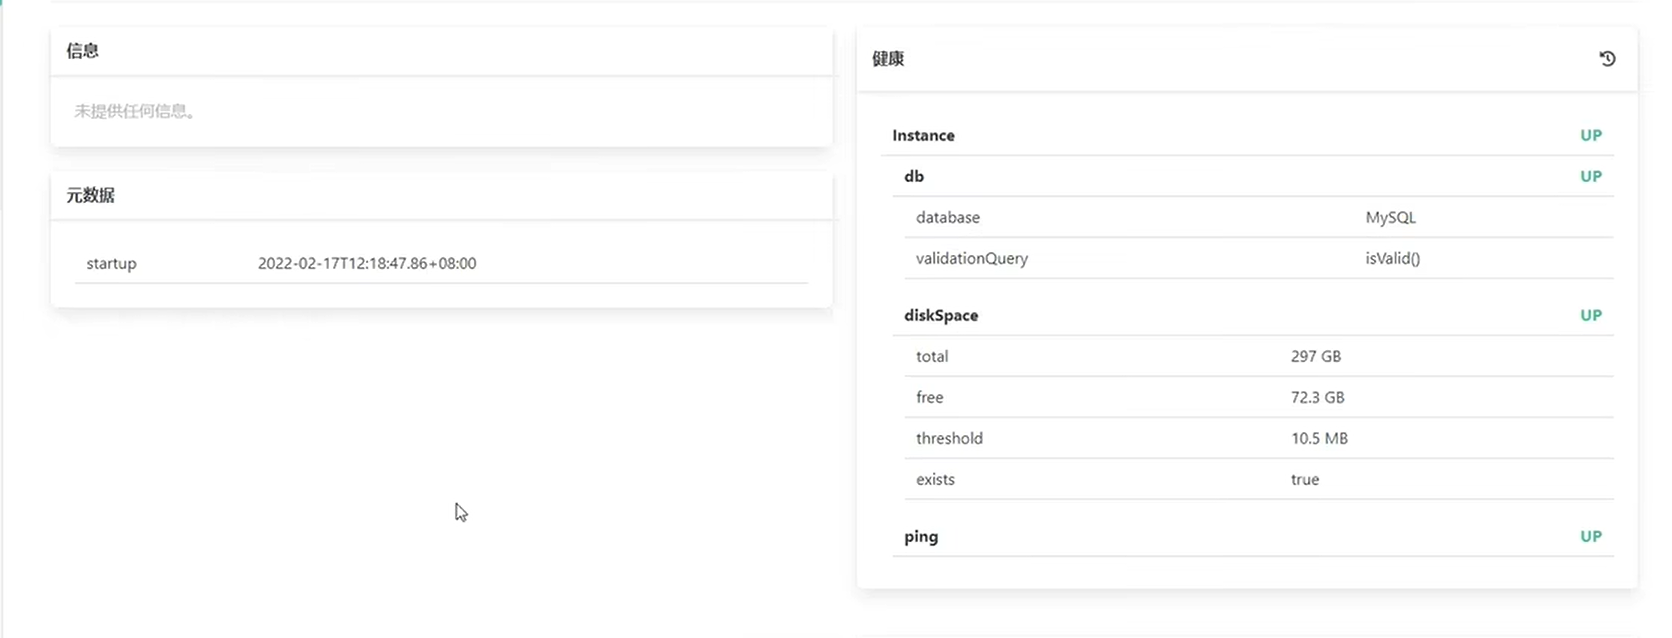 信息
未提供任何信息。
元数据
startup 2022-02-17T12:18:47.86+08:00
健康
Instance UP
db UP
database MySQL
validationQuery isValid()
diskSpace UP
total 297 GB
free 72.3 GB
threshold 10.5 MB
exists true
ping UP